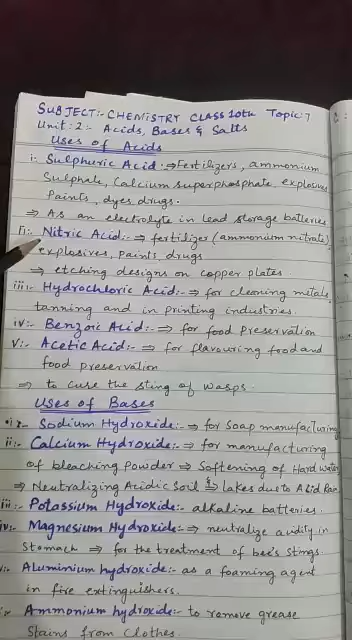 SUBJECT:- CHEMISTRY CLASS 10th Topic:-
Unit:2:- Acids, Bases & Salts
Uses of Acids
i:- Sulphuric Acid:- ⇒ Fertilizers, ammonium
Sulphate, Calcium superphosphate, explosives
Paints, dyes, drugs.
⇒ As an electrolyte in lead storage batteries
ii:- Nitric Acid:- ⇒ fertilizer (ammonium nitrate)
explosives, paints, drugs
⇒ etching designs on copper plates
iii:- Hydrochloric Acid:- ⇒ for cleaning metals,
tanning and in printing industries.
iv:- Benzoic Acid:- ⇒ for food Preservation
v:- Acetic Acid:- ⇒ for flavouring food and
food preservation
⇒ to cure the sting of wasps.
Uses of Bases
i:- Sodium Hydroxide:- ⇒ for soap manufacturing
ii:- Calcium Hydroxide:- ⇒ for manufacturing
of bleaching powder ⇒ Softening of Hard water
⇒ Neutralizing Acidic Soil & Lakes due to Acid Rain
iii:- Potassium Hydroxide:- alkaline batteries.
iv:- Magnesium Hydroxide:- ⇒ neutralize acidity in
Stomach ⇒ for the treatment of bee's stings.
v:- Aluminium hydroxide:- as a foaming agent
in fire extinguishers.
Ammonium hydroxide:- to remove grease
Stains from clothes.